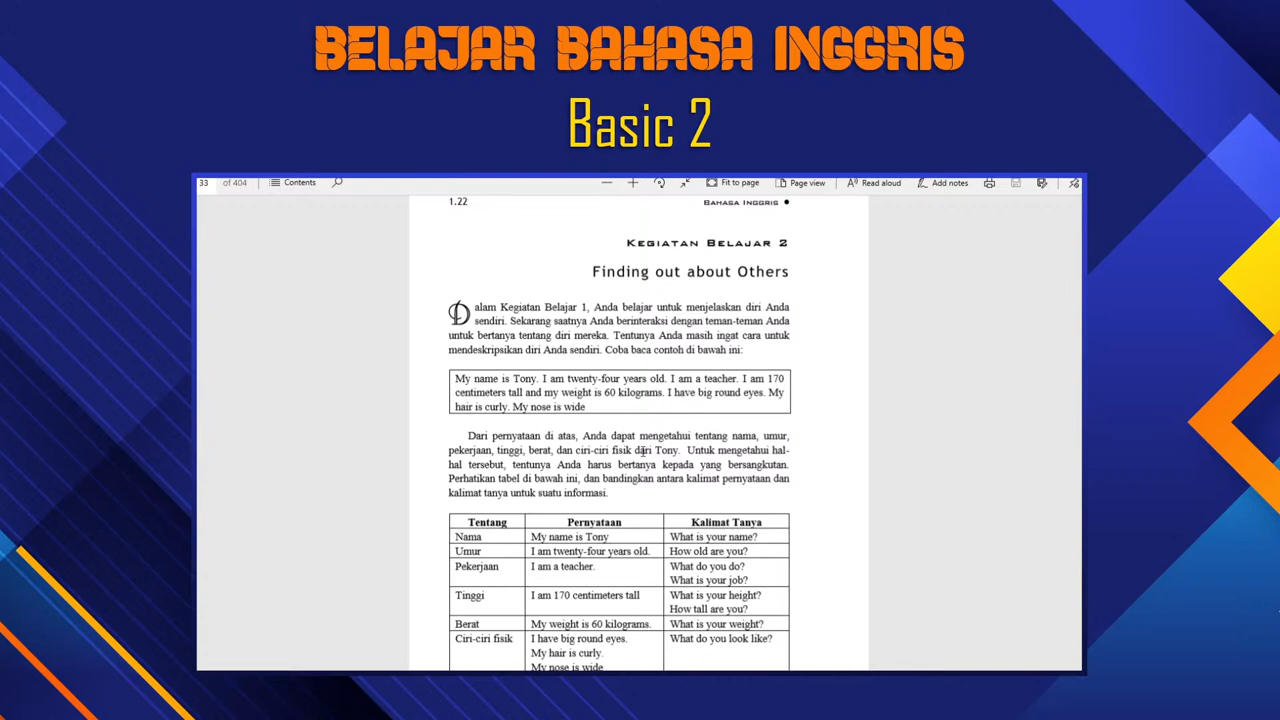 BELAJAR BAHASA INGGRIS
Basic 2
33 of 404 Contents Fit to page Page view Read aloud Add notes
1.22 BAHASA INGGRIS ●
KEGIATAN BELAJAR 2
Finding out about Others
Dalam Kegiatan Belajar 1, Anda belajar untuk menjelaskan diri Anda
sendiri. Sekarang saatnya Anda berinteraksi dengan teman-teman Anda
untuk bertanya tentang diri mereka. Tentunya Anda masih ingat cara untuk
mendeskripsikan diri Anda sendiri. Coba baca contoh di bawah ini:
My name is Tony. I am twenty-four years old. I am a teacher. I am 170
centimeters tall and my weight is 60 kilograms. I have big round eyes. My
hair is curly. My nose is wide
Dari pernyataan di atas, Anda dapat mengetahui tentang nama, umur,
pekerjaan, tinggi, berat, dan ciri-ciri fisik dari Tony. Untuk mengetahui hal-
hal tersebut, tentunya Anda harus bertanya kepada yang bersangkutan.
Perhatikan tabel di bawah ini, dan bandingkan antara kalimat pernyataan dan
kalimat tanya untuk suatu informasi.
Tentang Pernyataan Kalimat Tanya
Nama My name is Tony What is your name?
Umur I am twenty-four years old. How old are you?
Pekerjaan I am a teacher. What do you do?
What is your job?
Tinggi I am 170 centimeters tall What is your height?
How tall are you?
Berat My weight is 60 kilograms. What is your weight?
Ciri-ciri fisik I have big round eyes. What do you look like?
My hair is curly.
My nose is wide